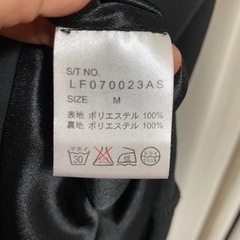 S/T NO.
LF070023AS
SIZE M
表地 ポリエステル 100%
裏地 ポリエステル 100%
30